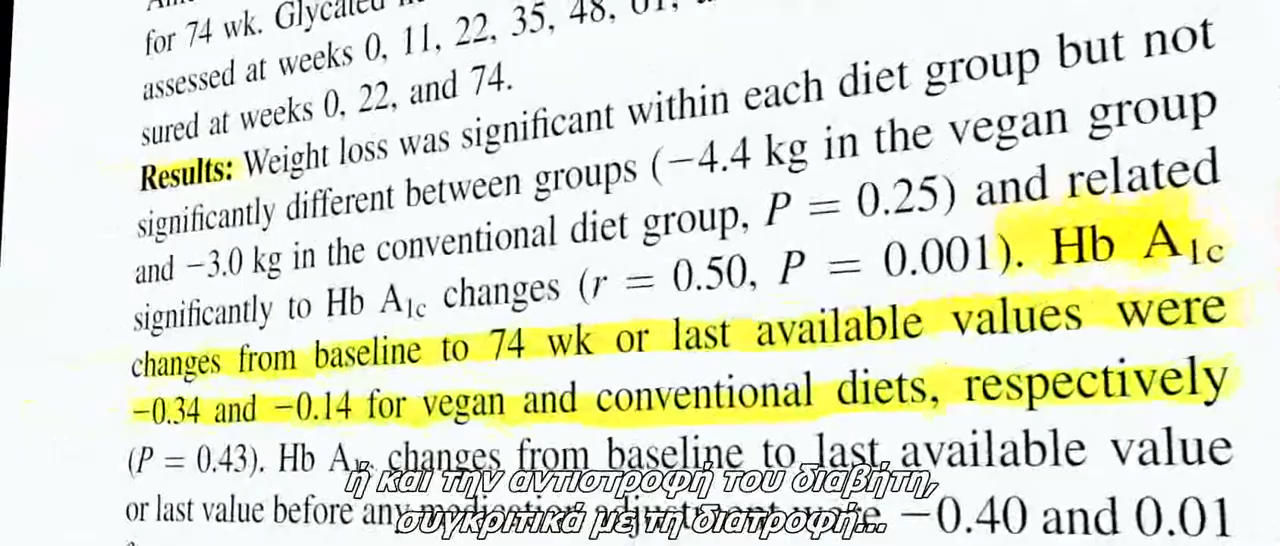 for 74 wk. Glycated
assessed at weeks 0, 11, 22, 35, 48, 61,
sured at weeks 0, 22, and 74.
Results: Weight loss was significant within each diet group but not
significantly different between groups (−4.4 kg in the vegan group
and −3.0 kg in the conventional diet group, P = 0.25) and related
significantly to Hb A1c changes (r = 0.50, P = 0.001). Hb A1c
changes from baseline to 74 wk or last available values were
−0.34 and −0.14 for vegan and conventional diets, respectively
(P = 0.43). Hb A1c changes from baseline to last available value
ή και την αντιστροφή του διαβήτη,
or last value before any medication adjustment were −0.40 and 0.01
συγκριτικά με τη διατροφή...